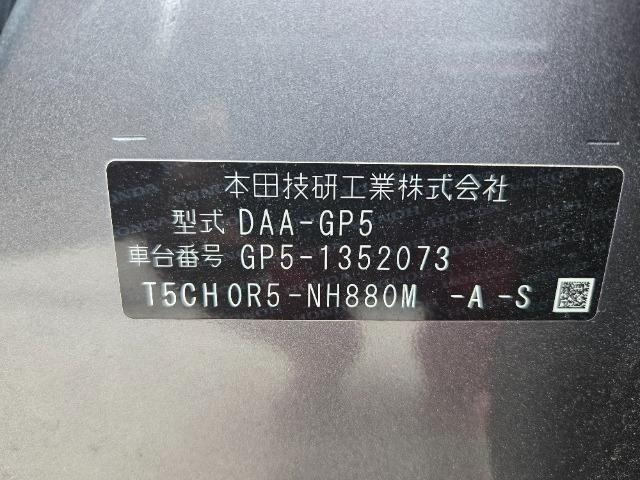 本田技研工業株式会社
型式 DAA-GP5
車台番号 GP5-1352073
T5CH0R5-NH880M -A -S